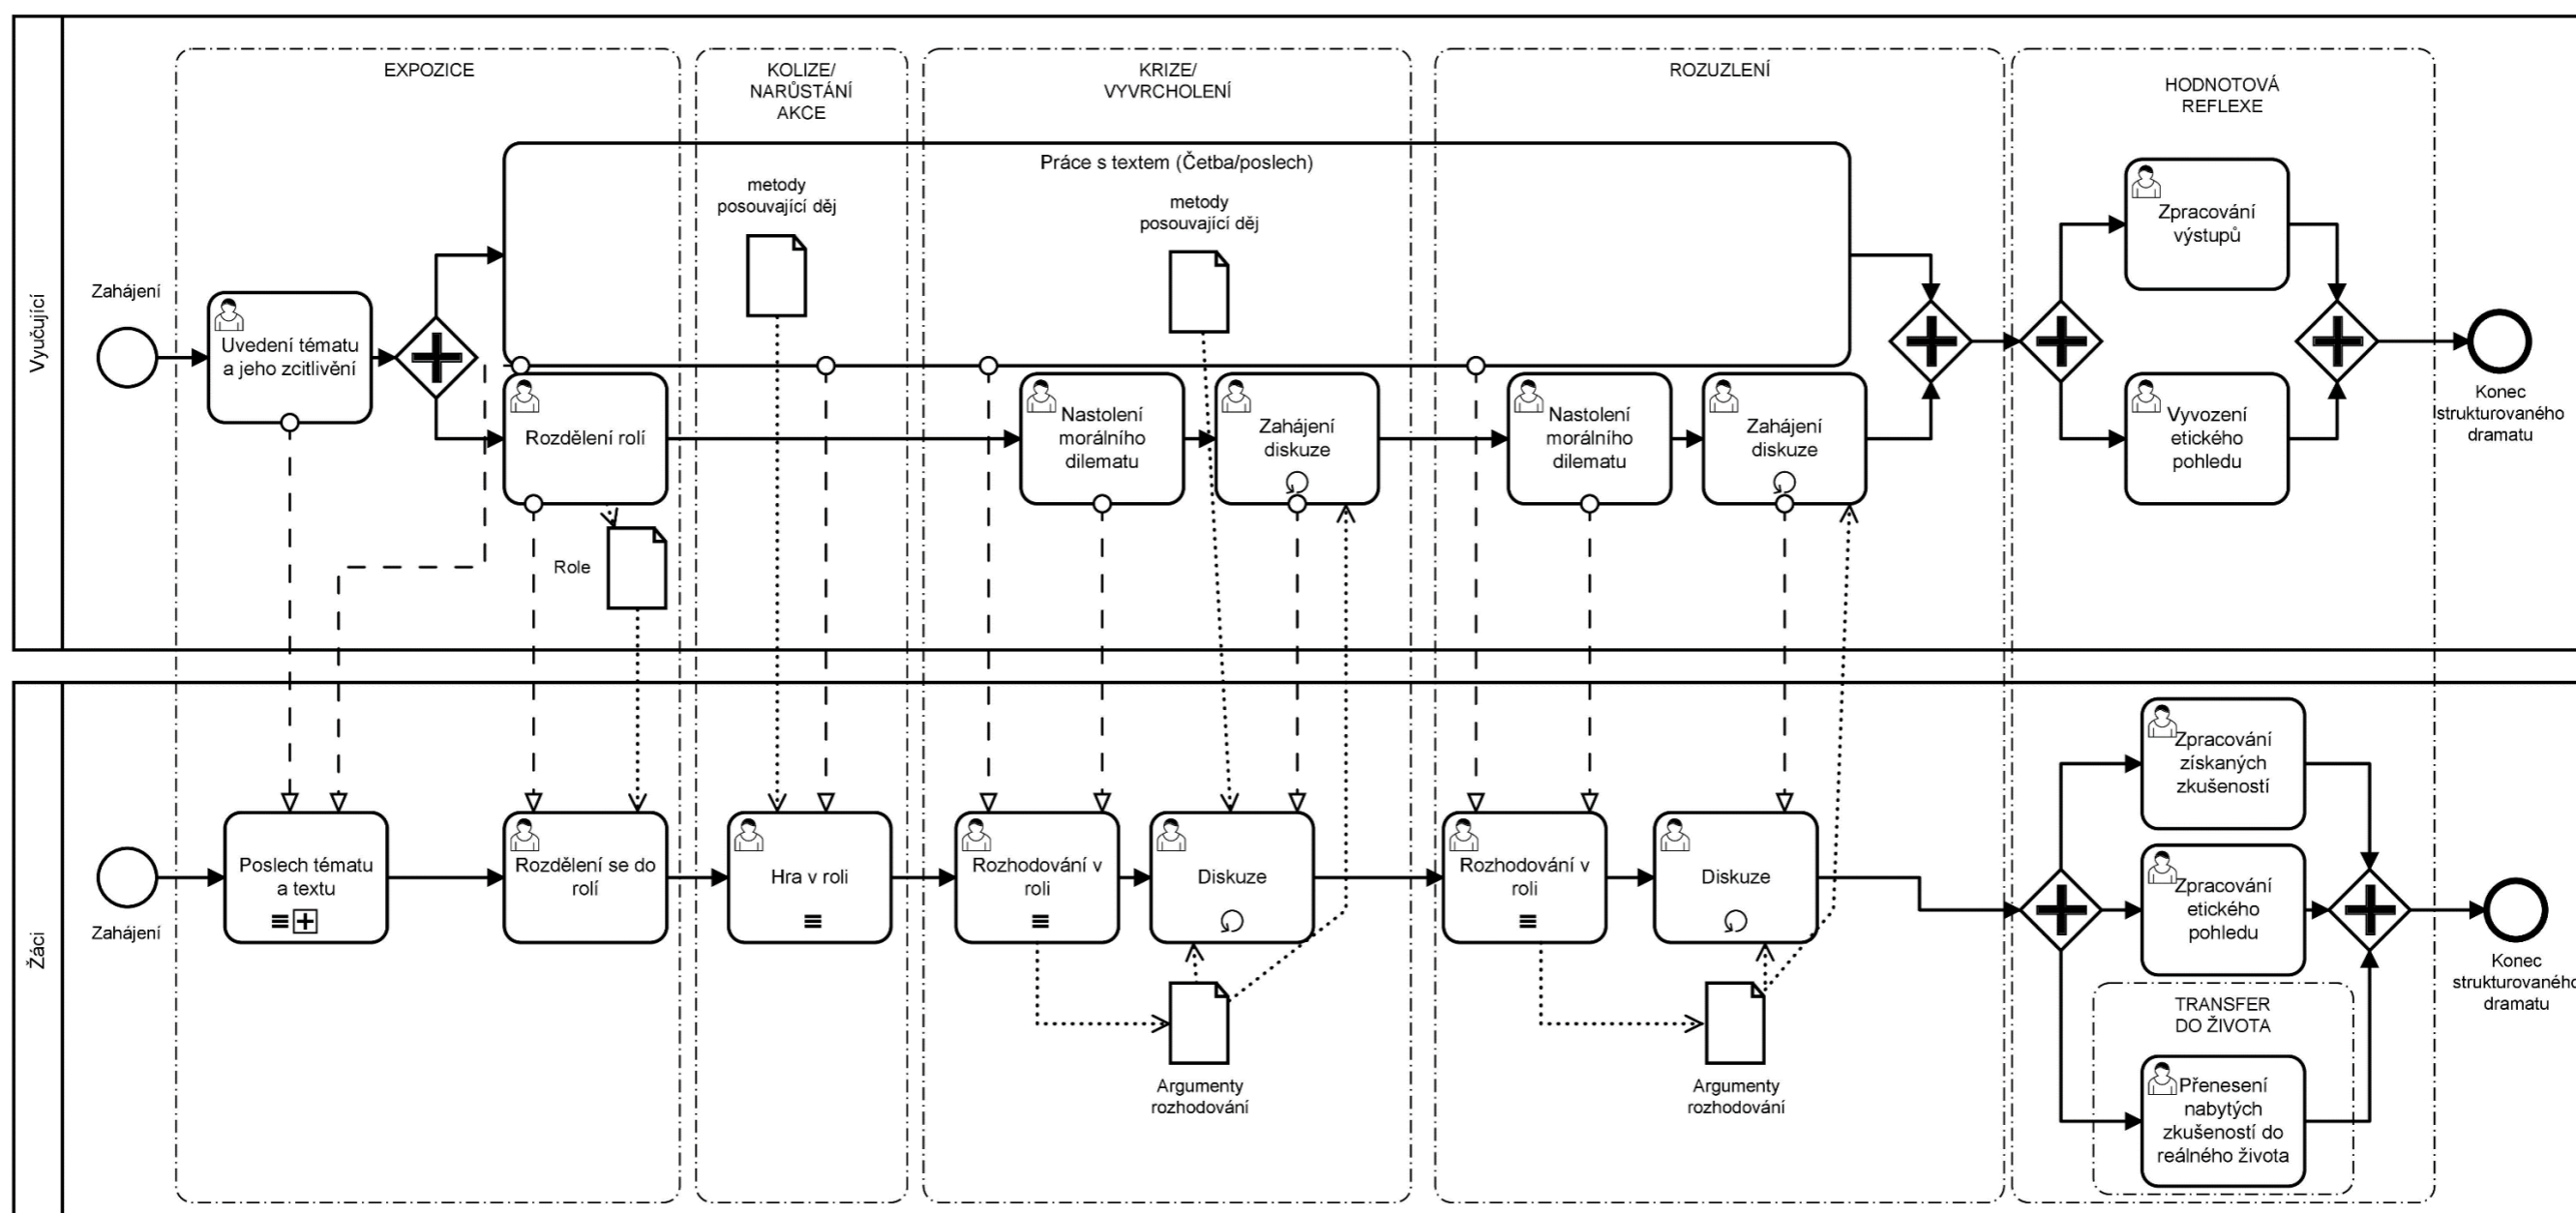 Vyučující
EXPOZICE
KOLIZE/
NARŮSTÁNÍ
AKCE
KRIZE/
VYVRCHOLENÍ
ROZUZLENÍ
HODNOTOVÁ
REFLEXE
Práce s textem (Četba/poslech)
metody
posouvající děj
metody
posouvající děj
Zahájení
Uvedení tématu
a jeho zcitlivění
Rozdělení rolí
Role
Nastolení
morálního
dilematu
Zahájení
diskuze
Nastolení
morálního
dilematu
Zahájení
diskuze
Zpracování
výstupů
Vyvození
etického
pohledu
Konec
strukturovaného
dramatu
Žáci
Zahájení
Poslech tématu
a textu
Rozdělení se do
rolí
Hra v roli
Rozhodování v
roli
Diskuze
Argumenty
rozhodování
Rozhodování v
roli
Diskuze
Argumenty
rozhodování
Zpracování
získaných
zkušeností
Zpracování
etického
pohledu
TRANSFER
DO ŽIVOTA
Přenesení
nabytých
zkušeností do
reálného života
Konec
strukturovaného
dramatu